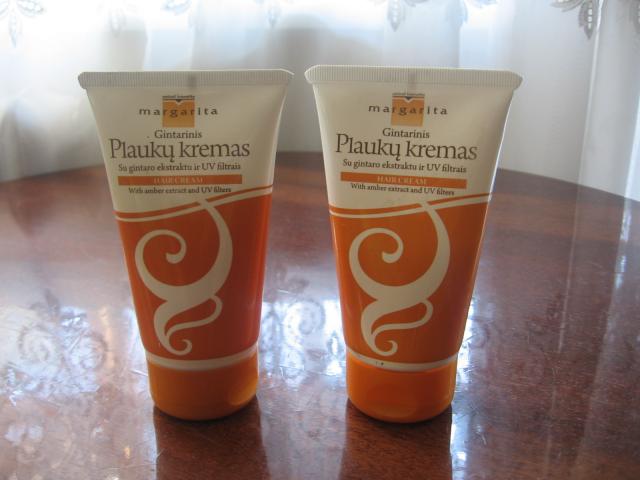 margarita
Gintarinis
Plaukų kremas
Su gintaro ekstraktu ir UV filtrais
HAIR CREAM
With amber extract and UV filters
margarita
Gintarinis
Plaukų kremas
Su gintaro ekstraktu ir UV filtrais
HAIR CREAM
With amber extract and UV filters